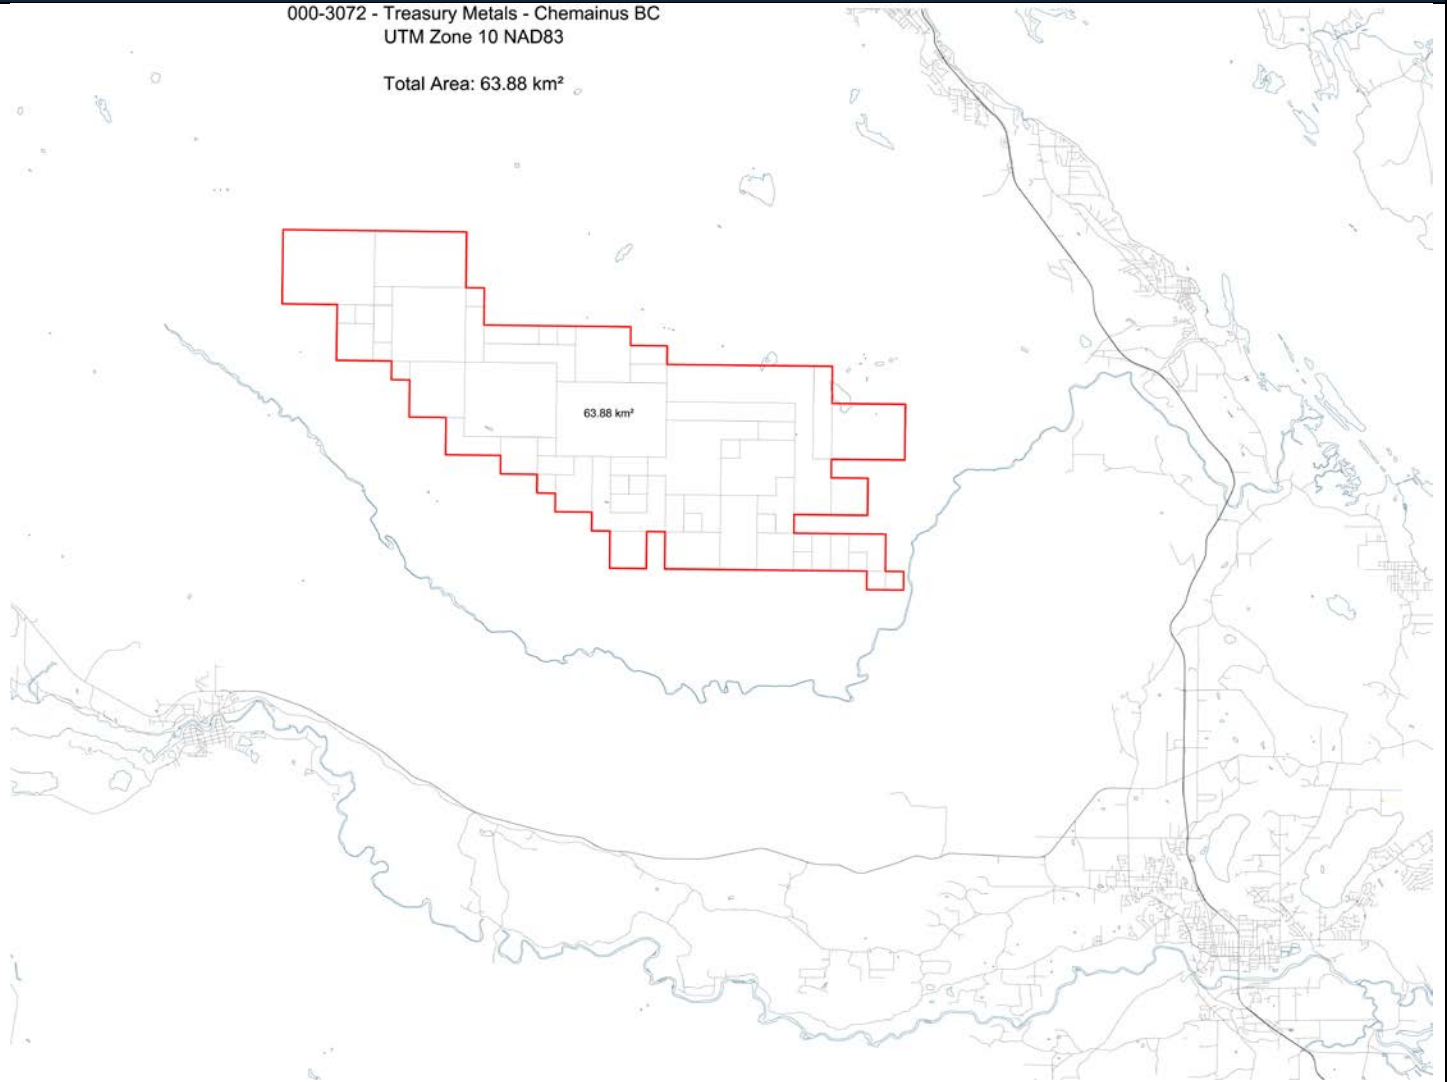 000-3072 - Treasury Metals - Chemainus BC
UTM Zone 10 NAD83
Total Area: 63.88 km²
63.88 km²